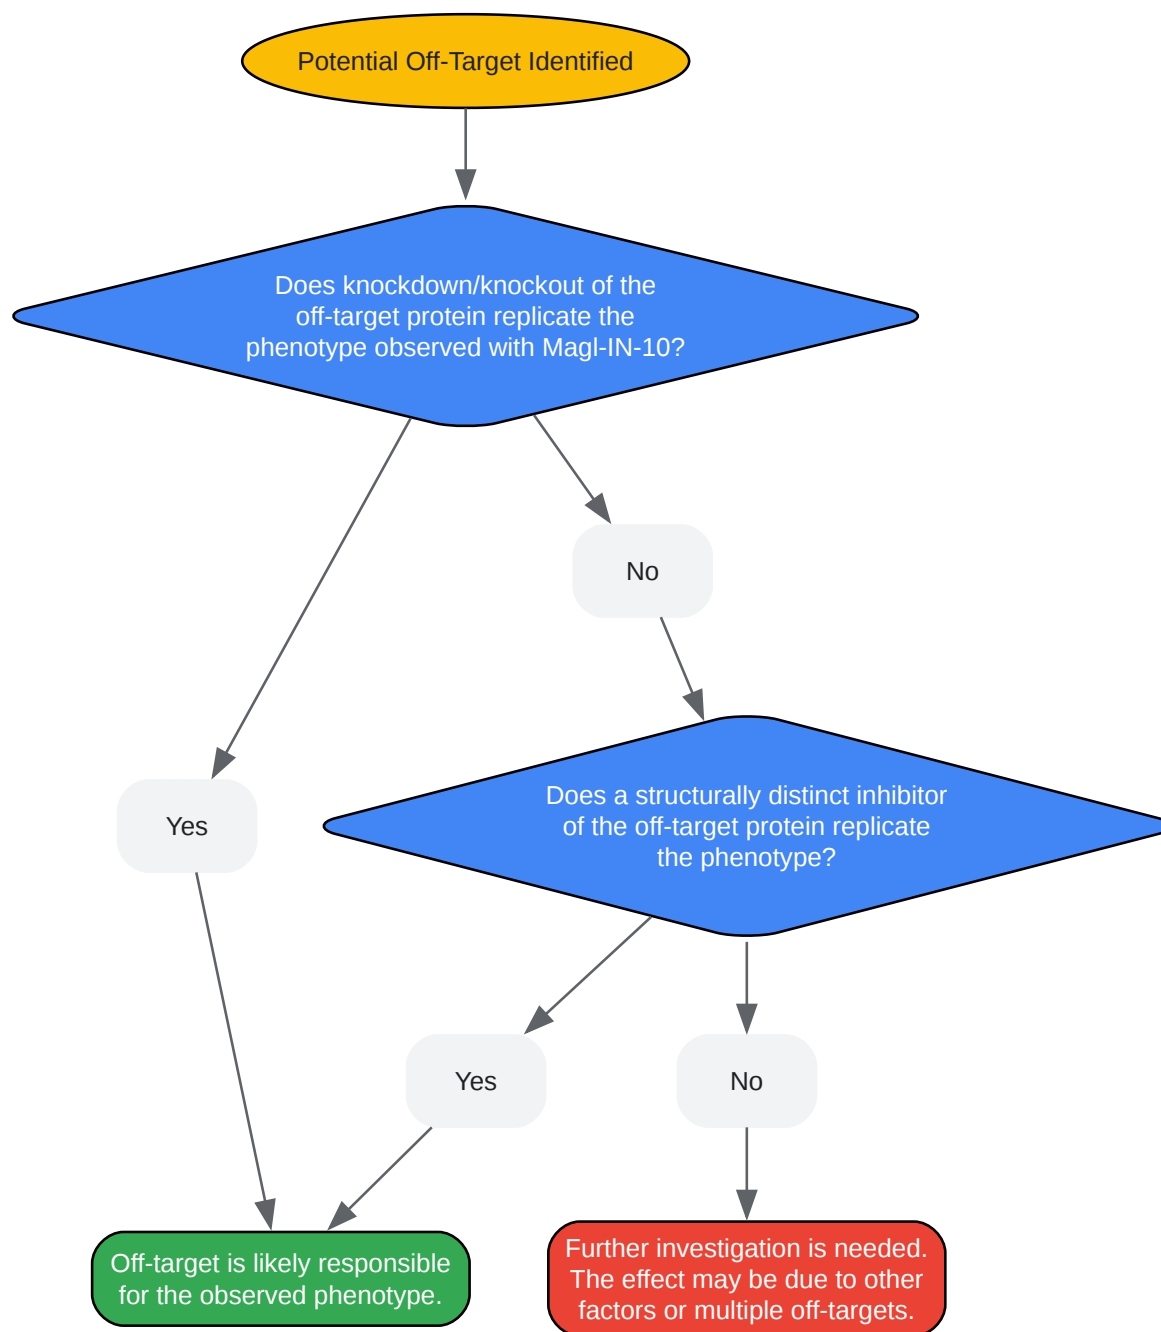 Potential Off-Target Identified
Does knockdown/knockout of the
off-target protein replicate the
phenotype observed with Magl-IN-10?
No
Yes
Does a structurally distinct inhibitor
of the off-target protein replicate
the phenotype?
Yes
No
Off-target is likely responsible
for the observed phenotype.
Further investigation is needed.
The effect may be due to other
factors or multiple off-targets.